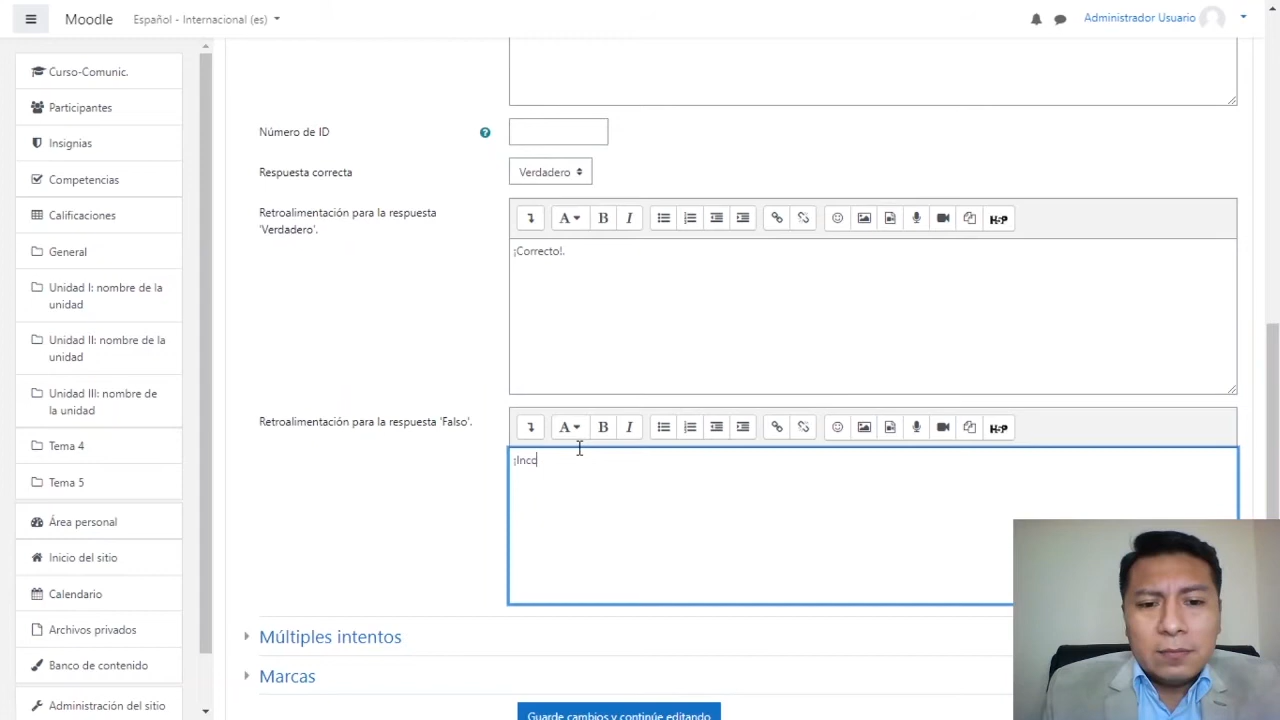 Moodle
Español - Internacional (es)
Administrador Usuario
Curso-Comunic.
Participantes
Insignias
Competencias
Calificaciones
General
Unidad I: nombre de la
unidad
Unidad II: nombre de la
unidad
Unidad III: nombre de
la unidad
Tema 4
Tema 5
Área personal
Inicio del sitio
Calendario
Archivos privados
Banco de contenido
Administración del sitio
Número de ID
Respuesta correcta
Verdadero
Retroalimentación para la respuesta
'Verdadero'.
A B I H-P
¡Correcto!.
Retroalimentación para la respuesta 'Falso'.
A B I H-P
¡Incc
Múltiples intentos
Marcas
Guarde cambios y continúe editando